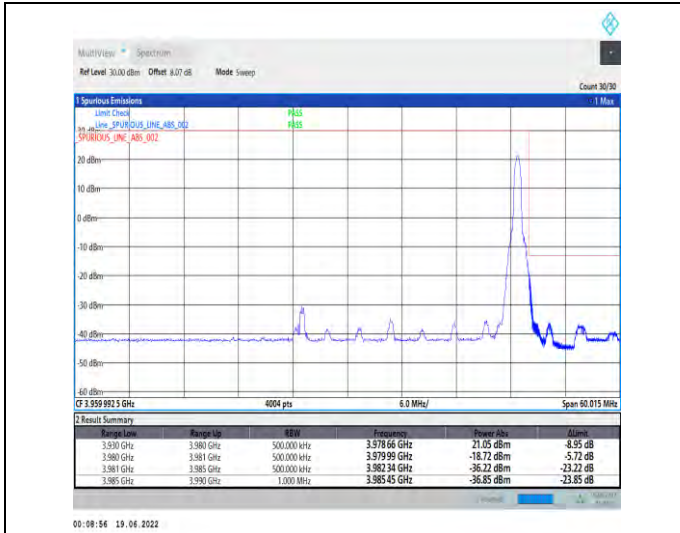 MultiView Spectrum
Ref Level 30.00 dBm Offset 8.07 dB Mode Sweep
Count 30/30
1 Spurious Emissions 1 Max
Limit Check PASS
Line _SPURIOUS_LINE_ABS_002 PASS
30 dBm
SPURIOUS_LINE_ABS_002
20 dBm
10 dBm
0 dBm
-10 dBm
-20 dBm
-30 dBm
-40 dBm
-50 dBm
-60 dBm
CF 3.959 992 5 GHz 4004 pts 6.0 MHz/ Span 60.015 MHz
2 Result Summary
Range Low Range Up RBW Frequency Power Abs ΔLimit
3.930 GHz 3.980 GHz 500.000 kHz 3.978 66 GHz 21.05 dBm -8.95 dB
3.980 GHz 3.981 GHz 500.000 kHz 3.979 99 GHz -18.72 dBm -5.72 dB
3.981 GHz 3.985 GHz 500.000 kHz 3.982 34 GHz -36.22 dBm -23.22 dB
3.985 GHz 3.990 GHz 1.000 MHz 3.985 45 GHz -36.85 dBm -23.85 dB
00:08:56 19.06.2022